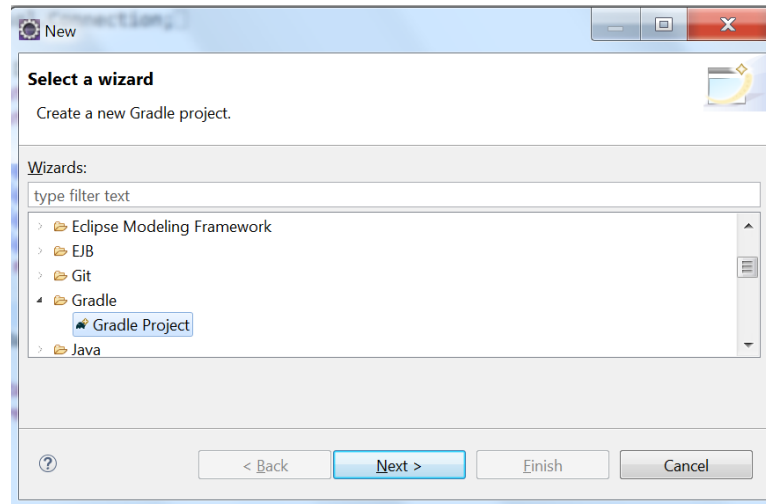 Connection;
New
Select a wizard
Create a new Gradle project.
Wizards:
type filter text
Eclipse Modeling Framework
EJB
Git
Gradle
Gradle Project
Java
< Back Next > Finish Cancel